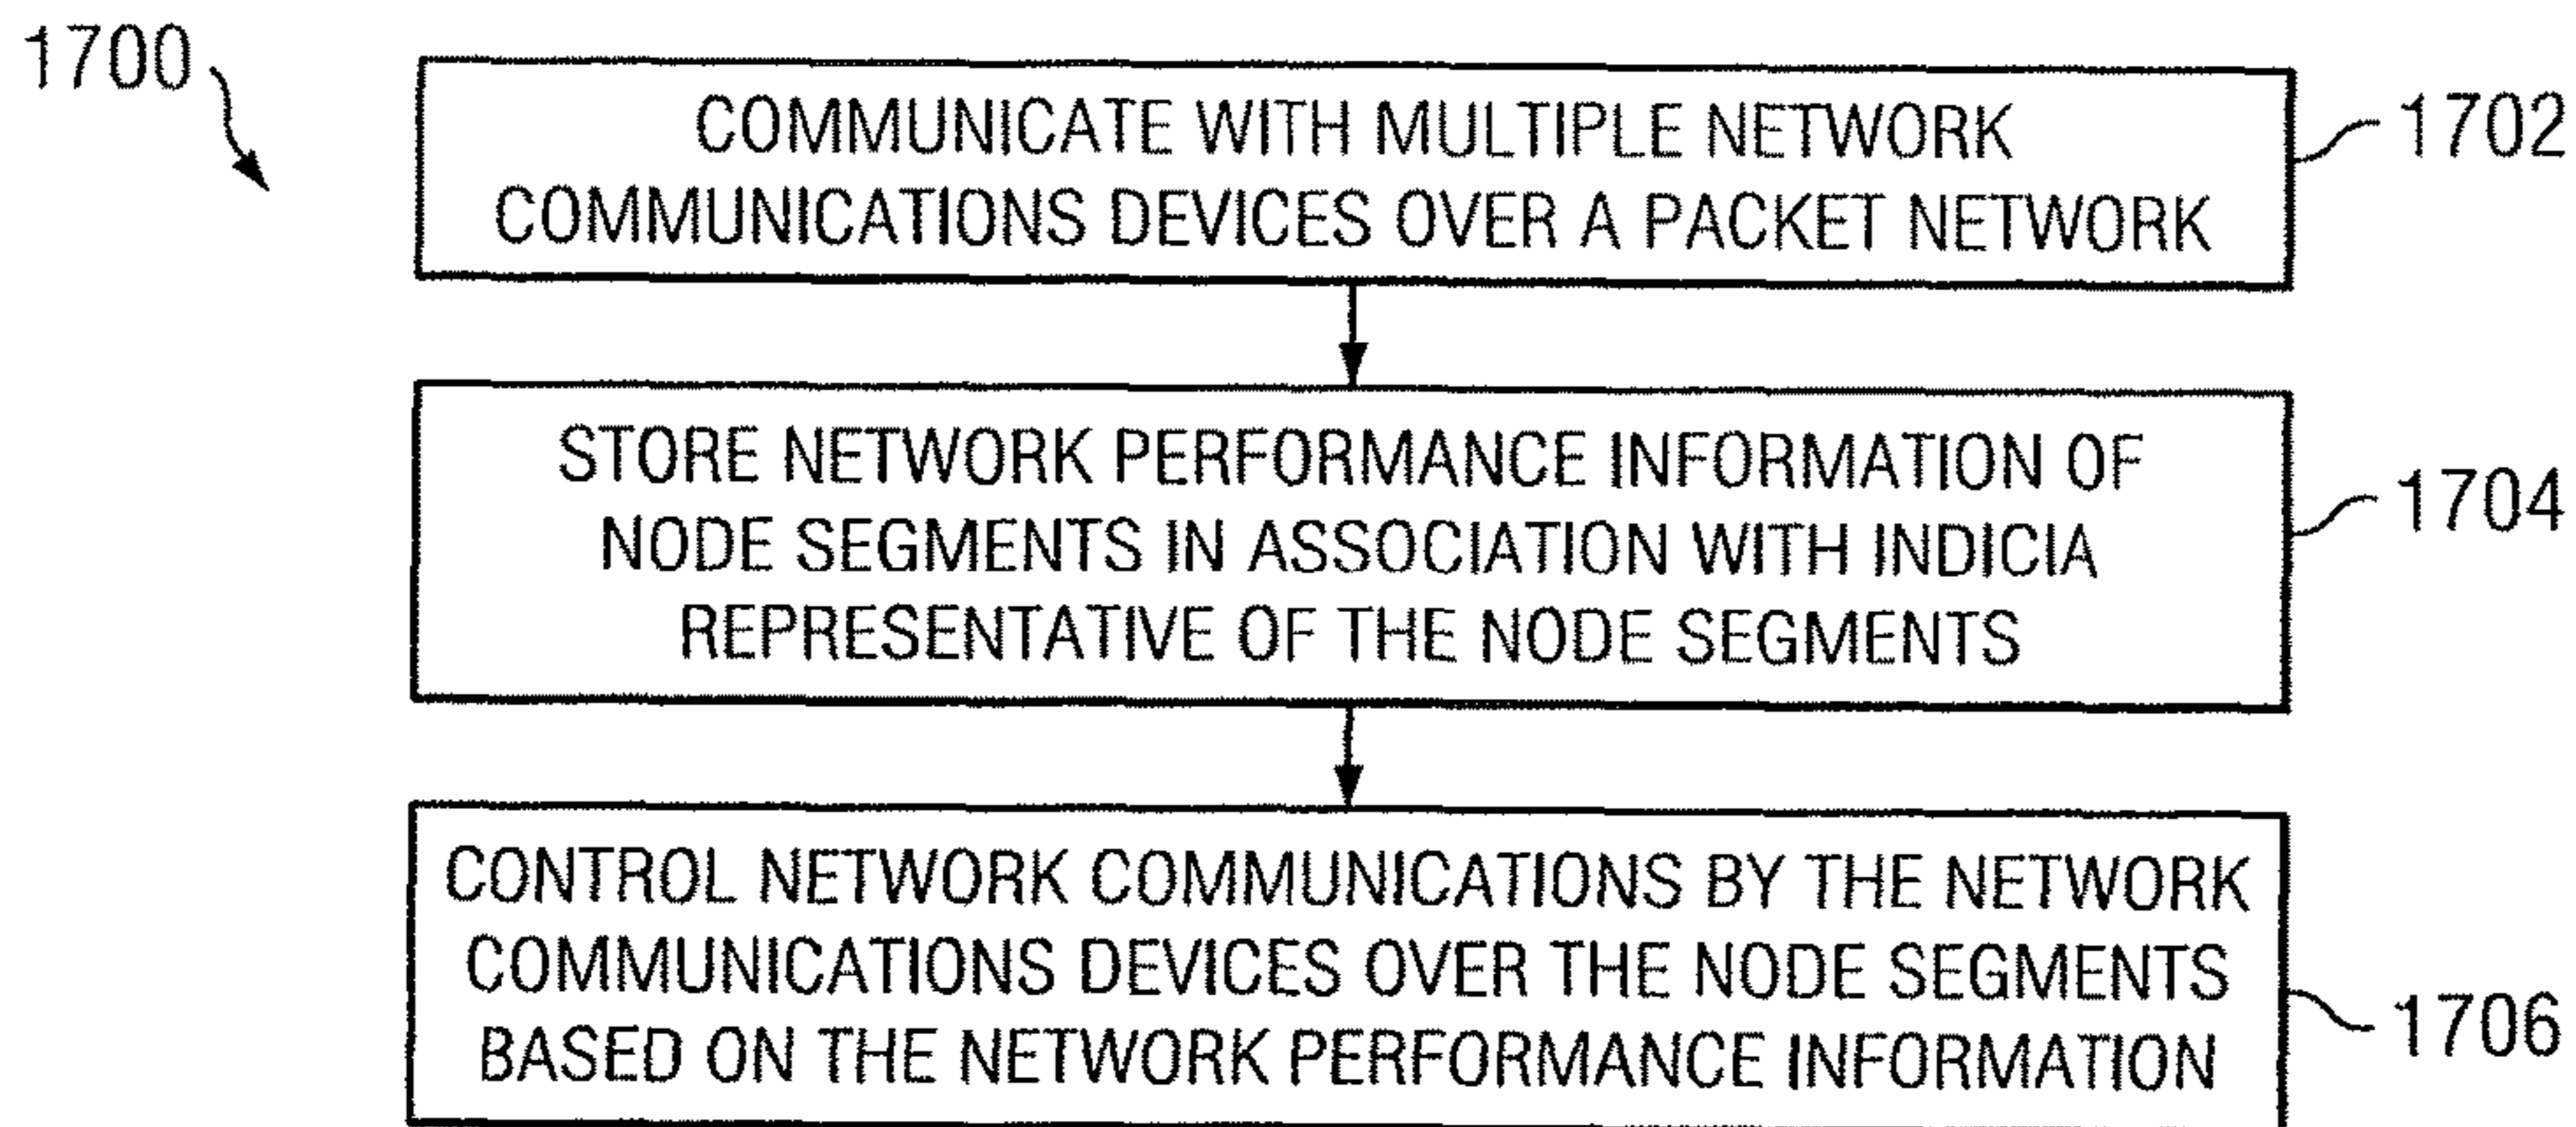 1700
COMMUNICATE WITH MULTIPLE NETWORK
COMMUNICATIONS DEVICES OVER A PACKET NETWORK
1702
STORE NETWORK PERFORMANCE INFORMATION OF
NODE SEGMENTS IN ASSOCIATION WITH INDICIA
REPRESENTATIVE OF THE NODE SEGMENTS
1704
CONTROL NETWORK COMMUNICATIONS BY THE NETWORK
COMMUNICATIONS DEVICES OVER THE NODE SEGMENTS
BASED ON THE NETWORK PERFORMANCE INFORMATION
1706